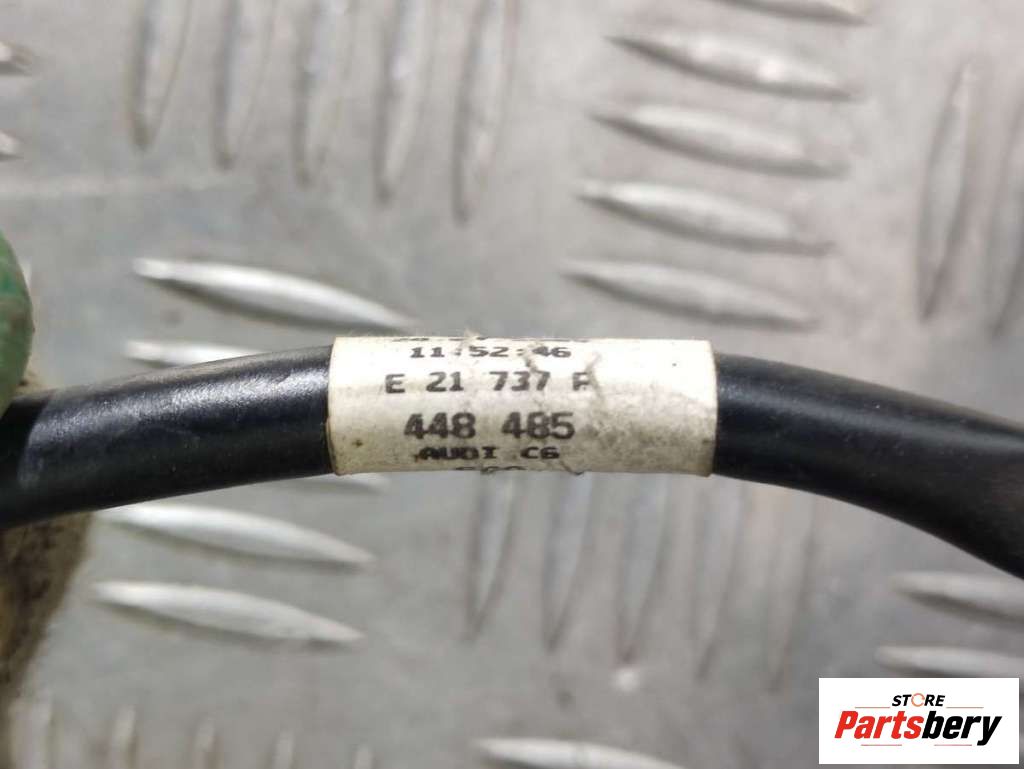 11:52:46
E 21 737
448 485
AUDI C6
STORE
Partsbery